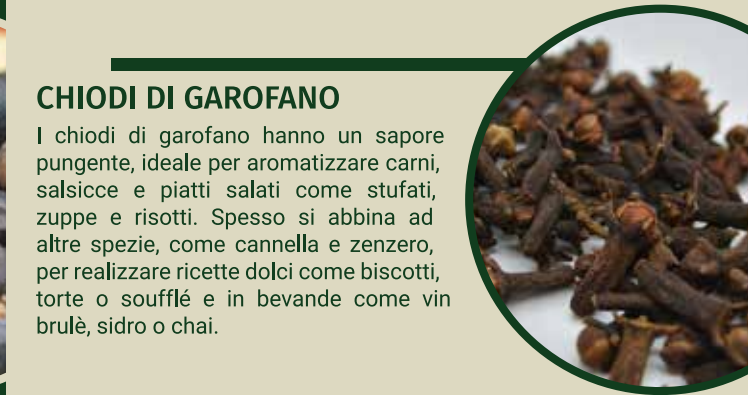 CHIODI DI GAROFANO
I chiodi di garofano hanno un sapore
pungente, ideale per aromatizzare carni,
salsicce e piatti salati come stufati,
zuppe e risotti. Spesso si abbina ad
altre spezie, come cannella e zenzero,
per realizzare ricette dolci come biscotti,
torte o soufflé e in bevande come vin
brulè, sidro o chai.